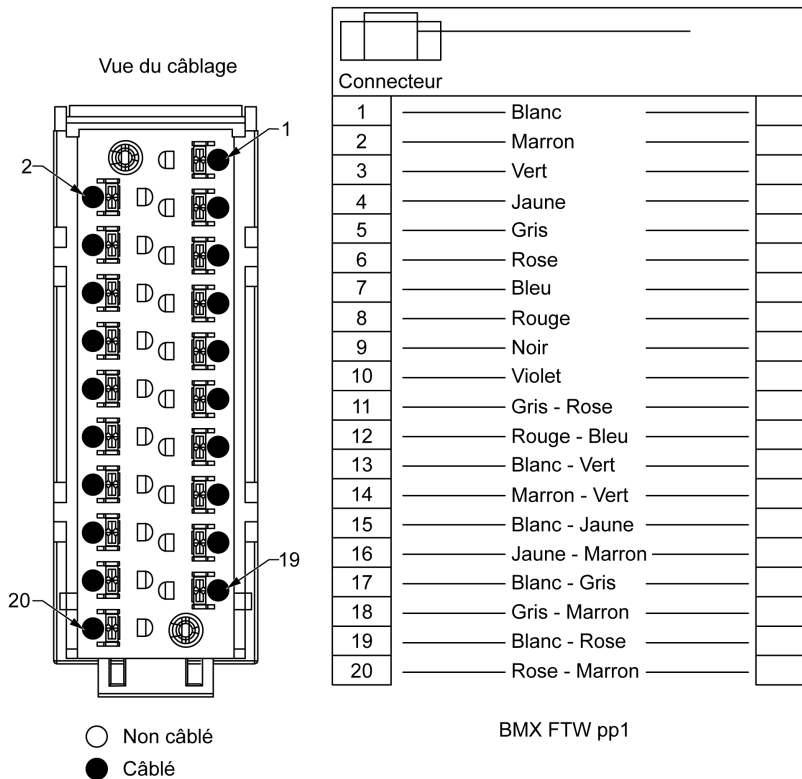 Vue du câblage
1
2
19
20
Non câblé
Câblé
Connecteur
1 Blanc
2 Marron
3 Vert
4 Jaune
5 Gris
6 Rose
7 Bleu
8 Rouge
9 Noir
10 Violet
11 Gris - Rose
12 Rouge - Bleu
13 Blanc - Vert
14 Marron - Vert
15 Blanc - Jaune
16 Jaune - Marron
17 Blanc - Gris
18 Gris - Marron
19 Blanc - Rose
20 Rose - Marron
BMX FTW pp1